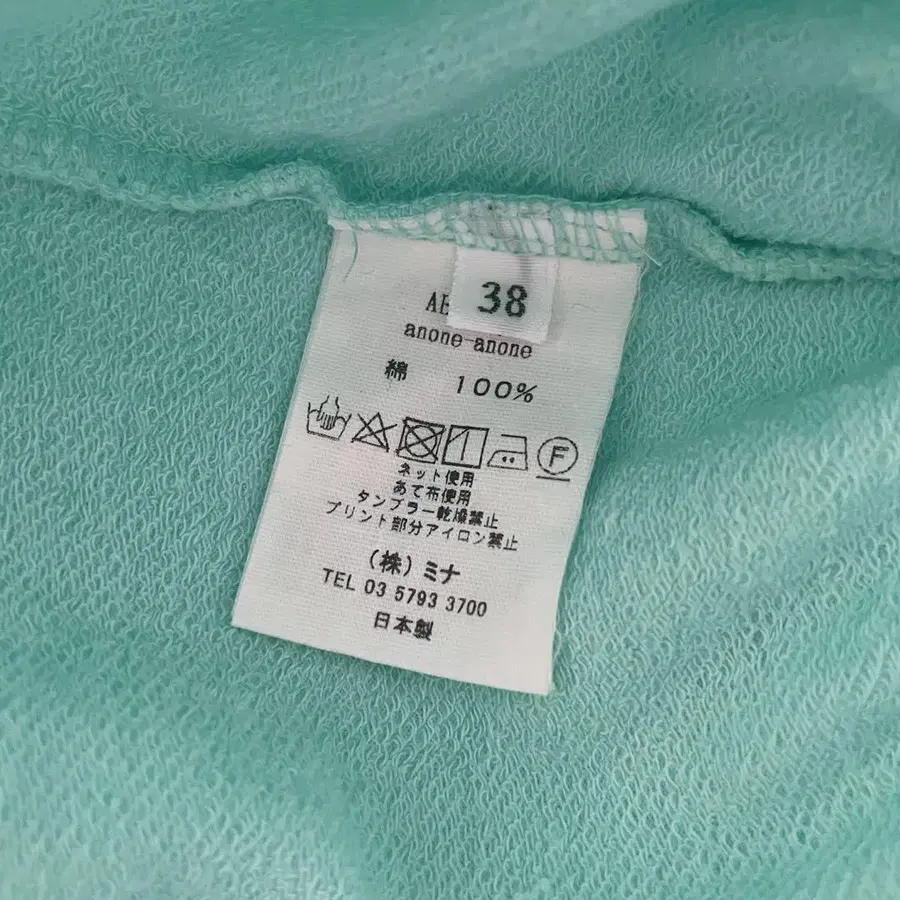 38
anone-anone
綿 100%
F
ネット使用
あて布使用
タンブラー乾燥禁止
プリント部分アイロン禁止
（株）ミナ
TEL 03 5793 3700
日本製